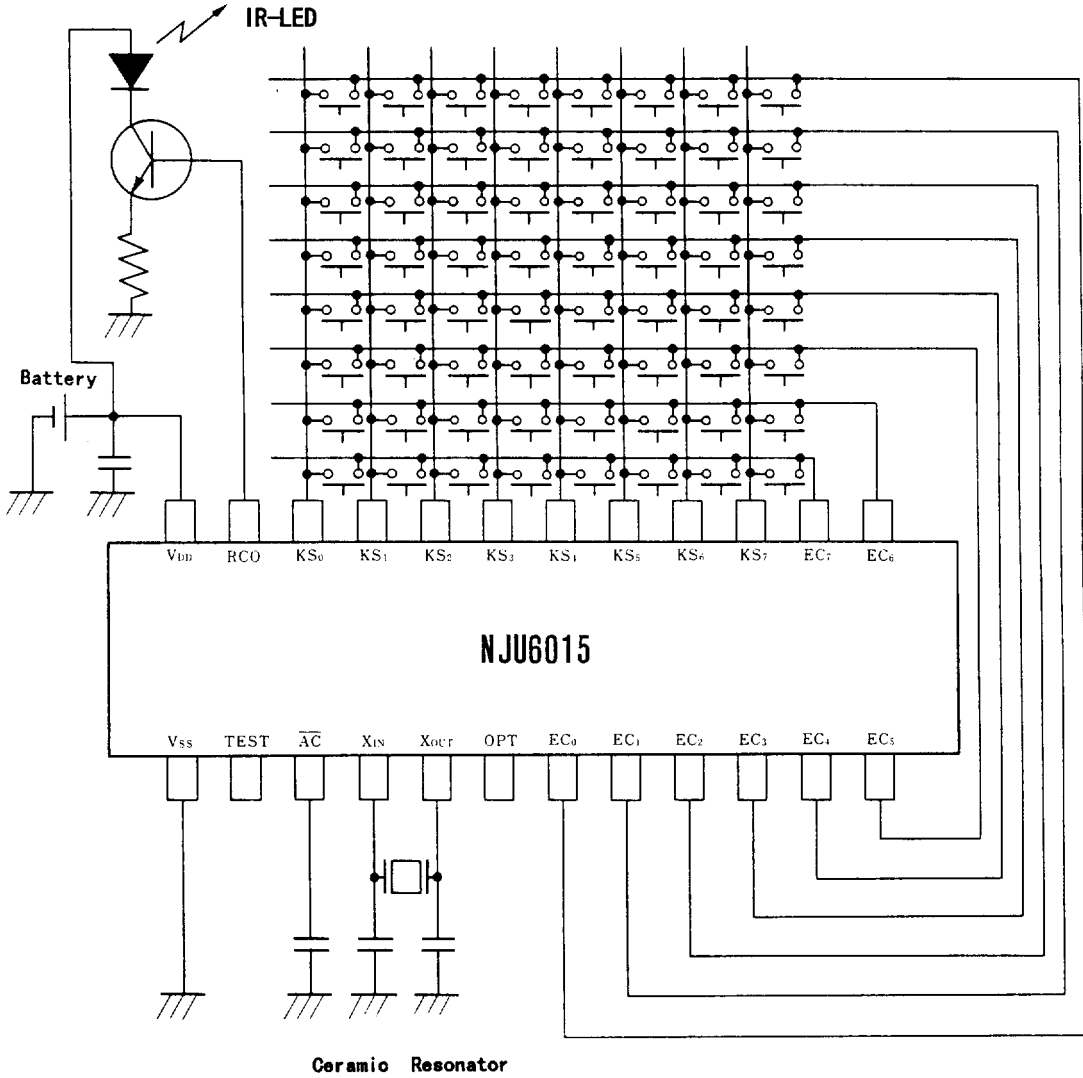 IR-LED
Battery
VDD RCO KS0 KS1 KS2 KS3 KS4 KS5 KS6 KS7 EC7 EC6
NJU6015
VSS TEST AC XIN XOUT OPT EC0 EC1 EC2 EC3 EC4 EC5
Ceramic Resonator